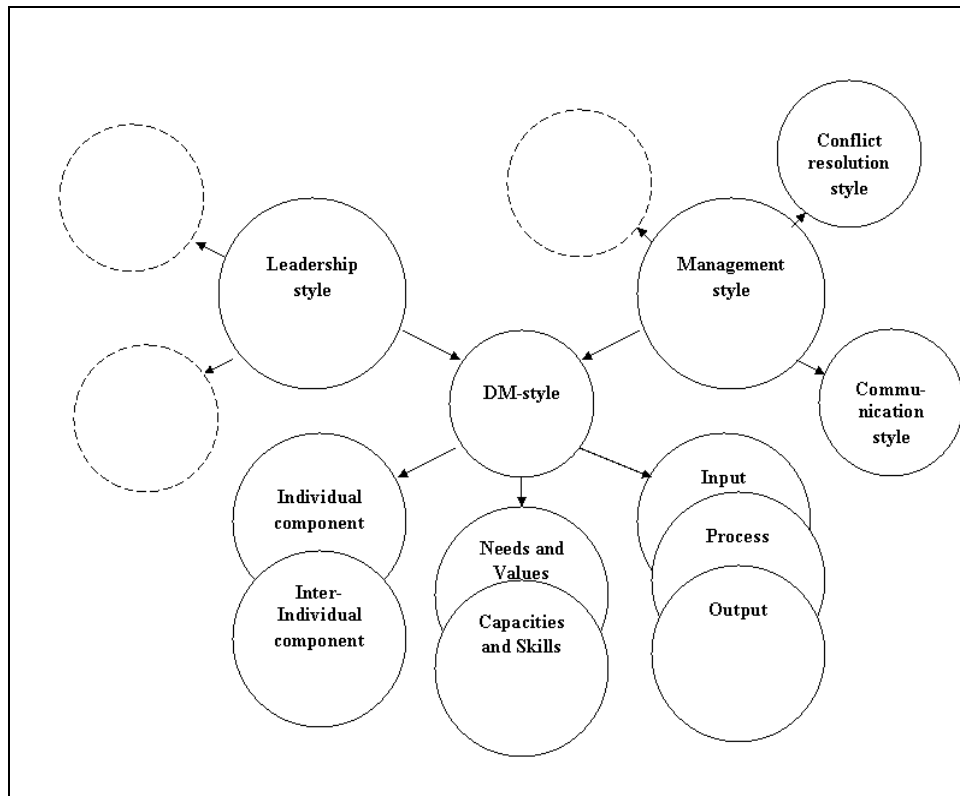 Conflict
resolution
style
Leadership
style
Management
style
DM-style
Commu-
nication
style
Individual
component
Inter-
Individual
component
Needs and
Values
Capacities
and Skills
Input
Process
Output